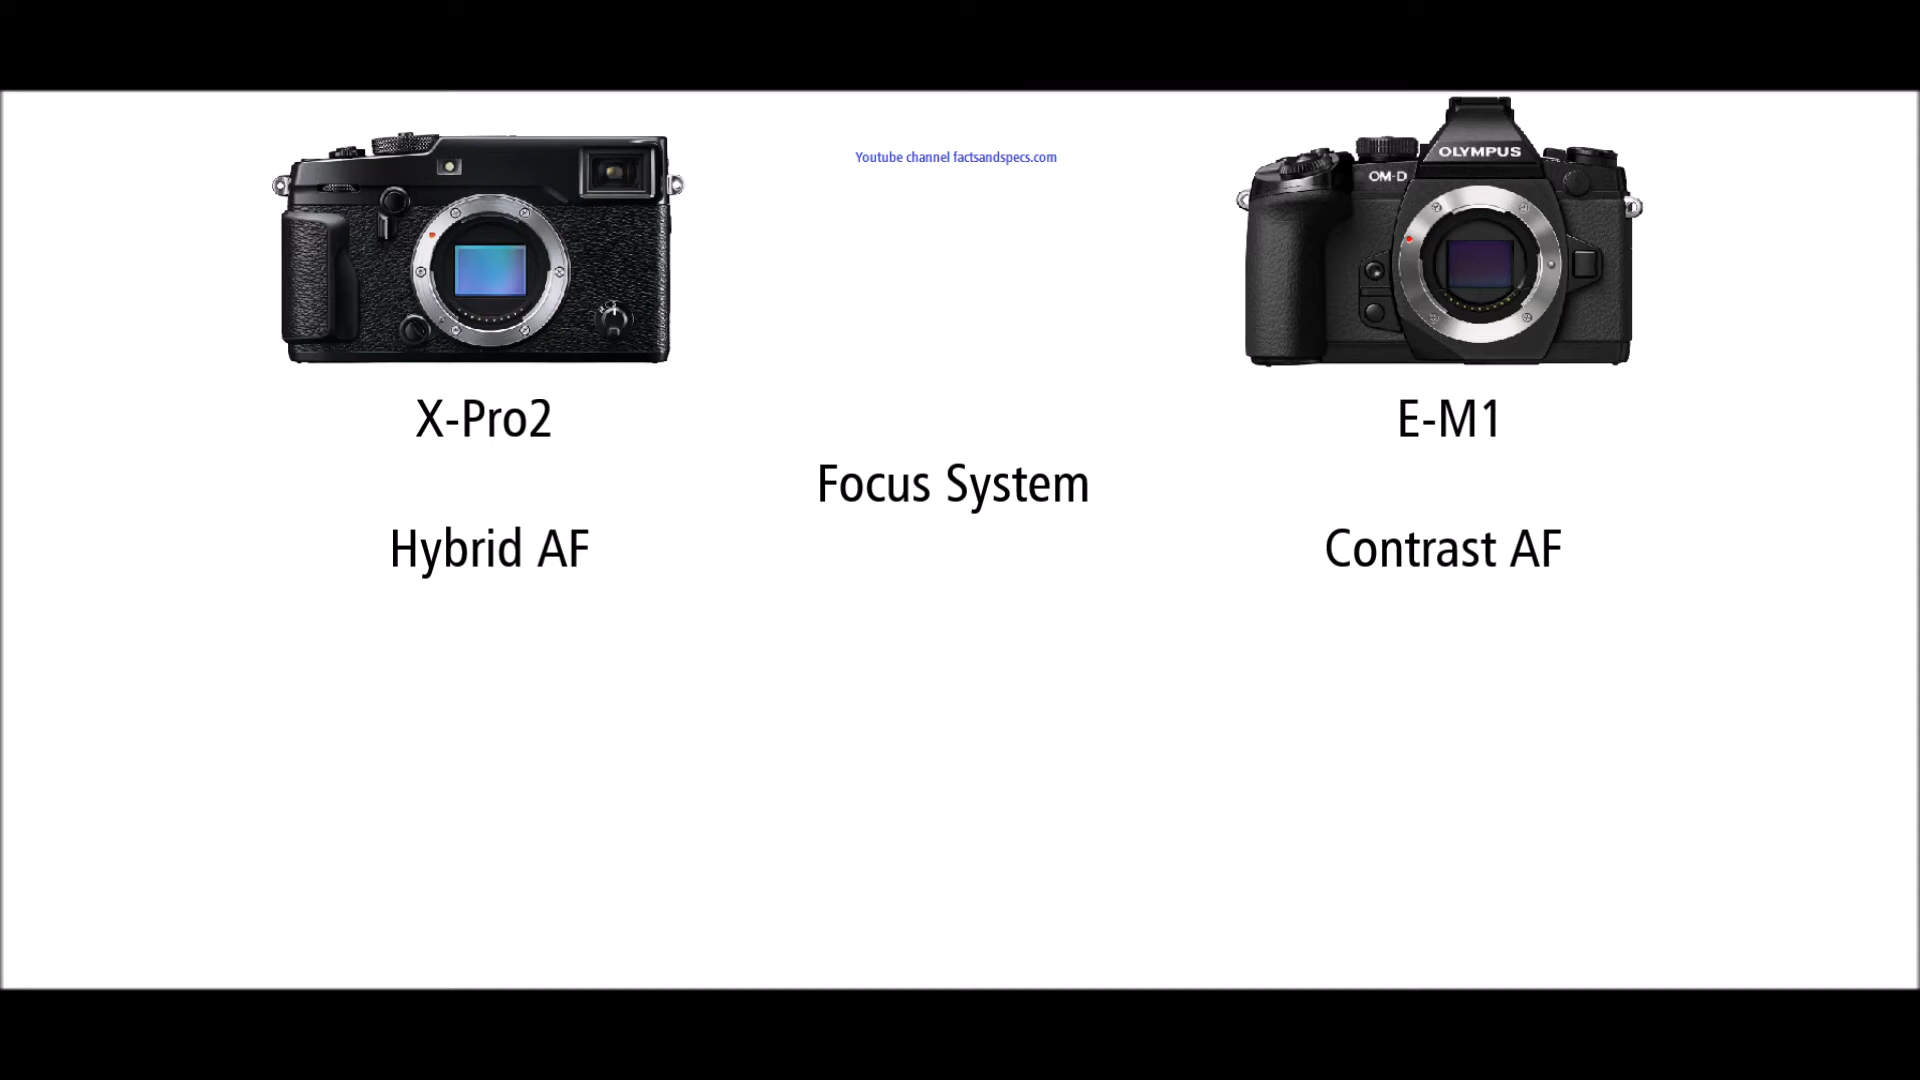 Youtube channel factsandspecs.com
OLYMPUS
OM-D
X-Pro2
E-M1
Focus System
Hybrid AF
Contrast AF